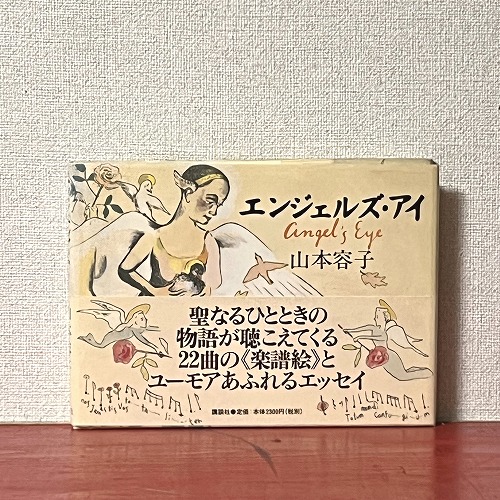 エンジェルズ・アイ
angel's Eye
山本容子
聖なるひとときの
物語が聴こえてくる
22曲の《楽譜絵》と
ユーモアあふれるエッセイ
講談社●定価:本体2300円(税別)